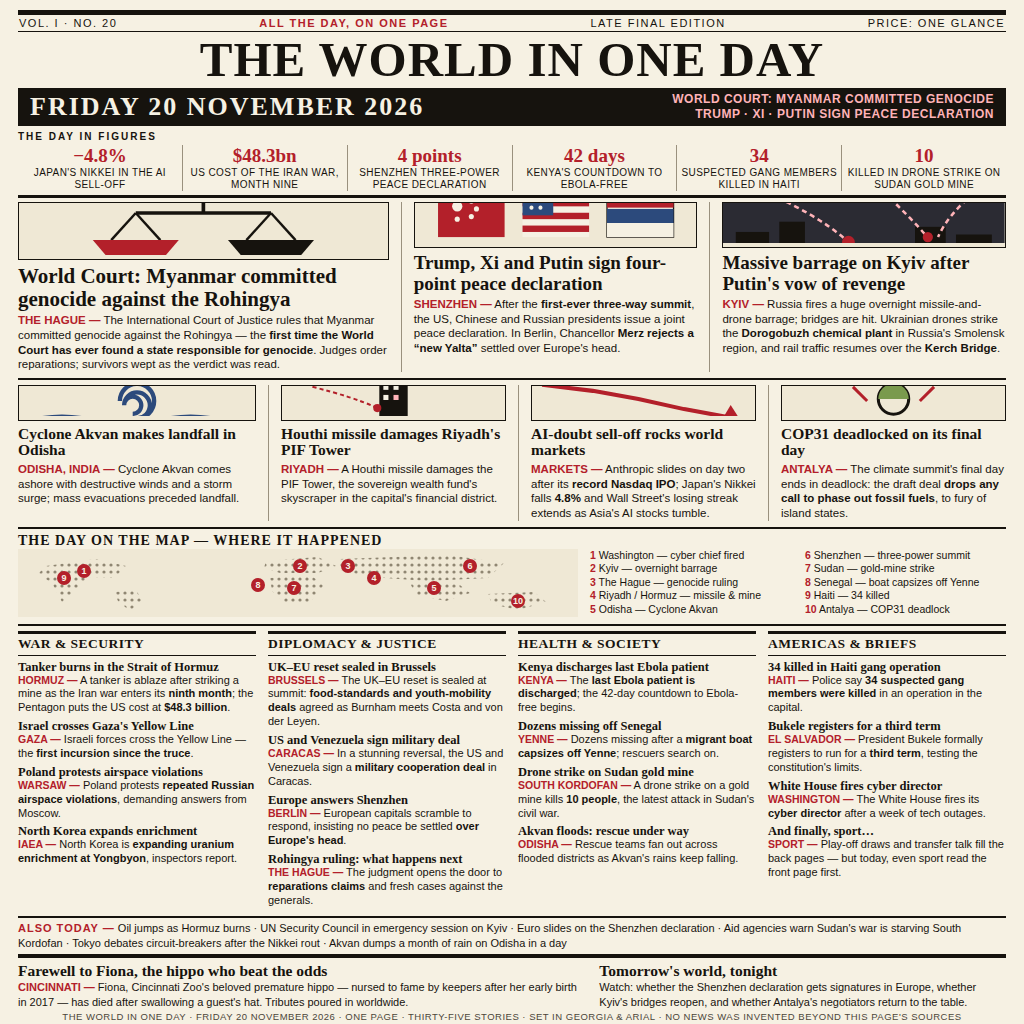 VOL. I · NO. 20
ALL THE DAY, ON ONE PAGE
LATE FINAL EDITION
PRICE: ONE GLANCE
THE WORLD IN ONE DAY
FRIDAY 20 NOVEMBER 2026
WORLD COURT: MYANMAR COMMITTED GENOCIDE
TRUMP · XI · PUTIN SIGN PEACE DECLARATION
THE DAY IN FIGURES
−4.8%
JAPAN'S NIKKEI IN THE AI
SELL-OFF
$48.3bn
US COST OF THE IRAN WAR,
MONTH NINE
4 points
SHENZHEN THREE-POWER
PEACE DECLARATION
42 days
KENYA'S COUNTDOWN TO
EBOLA-FREE
34
SUSPECTED GANG MEMBERS
KILLED IN HAITI
10
KILLED IN DRONE STRIKE ON
SUDAN GOLD MINE
World Court: Myanmar committed
genocide against the Rohingya
THE HAGUE — The International Court of Justice rules that Myanmar
committed genocide against the Rohingya — the first time the World
Court has ever found a state responsible for genocide. Judges order
reparations; survivors wept as the verdict was read.
Trump, Xi and Putin sign four-
point peace declaration
SHENZHEN — After the first-ever three-way summit,
the US, Chinese and Russian presidents issue a joint
peace declaration. In Berlin, Chancellor Merz rejects a
“new Yalta” settled over Europe's head.
Massive barrage on Kyiv after
Putin's vow of revenge
KYIV — Russia fires a huge overnight missile-and-
drone barrage; bridges are hit. Ukrainian drones strike
the Dorogobuzh chemical plant in Russia's Smolensk
region, and rail traffic resumes over the Kerch Bridge.
Cyclone Akvan makes landfall in
Odisha
ODISHA, INDIA — Cyclone Akvan comes
ashore with destructive winds and a storm
surge; mass evacuations preceded landfall.
Houthi missile damages Riyadh's
PIF Tower
RIYADH — A Houthi missile damages the
PIF Tower, the sovereign wealth fund's
skyscraper in the capital's financial district.
AI-doubt sell-off rocks world
markets
MARKETS — Anthropic slides on day two
after its record Nasdaq IPO; Japan's Nikkei
falls 4.8% and Wall Street's losing streak
extends as Asia's AI stocks tumble.
COP31 deadlocked on its final
day
ANTALYA — The climate summit's final day
ends in deadlock: the draft deal drops any
call to phase out fossil fuels, to fury of
island states.
THE DAY ON THE MAP — WHERE IT HAPPENED
9
1
8
2
7
3
4
5
6
10
1 Washington — cyber chief fired
2 Kyiv — overnight barrage
3 The Hague — genocide ruling
4 Riyadh / Hormuz — missile & mine
5 Odisha — Cyclone Akvan
6 Shenzhen — three-power summit
7 Sudan — gold-mine strike
8 Senegal — boat capsizes off Yenne
9 Haiti — 34 killed
10 Antalya — COP31 deadlock
WAR & SECURITY
Tanker burns in the Strait of Hormuz
HORMUZ — A tanker is ablaze after striking a
mine as the Iran war enters its ninth month; the
Pentagon puts the US cost at $48.3 billion.
Israel crosses Gaza's Yellow Line
GAZA — Israeli forces cross the Yellow Line —
the first incursion since the truce.
Poland protests airspace violations
WARSAW — Poland protests repeated Russian
airspace violations, demanding answers from
Moscow.
North Korea expands enrichment
IAEA — North Korea is expanding uranium
enrichment at Yongbyon, inspectors report.
DIPLOMACY & JUSTICE
UK–EU reset sealed in Brussels
BRUSSELS — The UK–EU reset is sealed at
summit: food-standards and youth-mobility
deals agreed as Burnham meets Costa and von
der Leyen.
US and Venezuela sign military deal
CARACAS — In a stunning reversal, the US and
Venezuela sign a military cooperation deal in
Caracas.
Europe answers Shenzhen
BERLIN — European capitals scramble to
respond, insisting no peace be settled over
Europe's head.
Rohingya ruling: what happens next
THE HAGUE — The judgment opens the door to
reparations claims and fresh cases against the
generals.
HEALTH & SOCIETY
Kenya discharges last Ebola patient
KENYA — The last Ebola patient is
discharged; the 42-day countdown to Ebola-
free begins.
Dozens missing off Senegal
YENNE — Dozens missing after a migrant boat
capsizes off Yenne; rescuers search on.
Drone strike on Sudan gold mine
SOUTH KORDOFAN — A drone strike on a gold
mine kills 10 people, the latest attack in Sudan's
civil war.
Akvan floods: rescue under way
ODISHA — Rescue teams fan out across
flooded districts as Akvan's rains keep falling.
AMERICAS & BRIEFS
34 killed in Haiti gang operation
HAITI — Police say 34 suspected gang
members were killed in an operation in the
capital.
Bukele registers for a third term
EL SALVADOR — President Bukele formally
registers to run for a third term, testing the
constitution's limits.
White House fires cyber director
WASHINGTON — The White House fires its
cyber director after a week of tech outages.
And finally, sport…
SPORT — Play-off draws and transfer talk fill the
back pages — but today, even sport read the
front page first.
ALSO TODAY — Oil jumps as Hormuz burns · UN Security Council in emergency session on Kyiv · Euro slides on the Shenzhen declaration · Aid agencies warn Sudan's war is starving South
Kordofan · Tokyo debates circuit-breakers after the Nikkei rout · Akvan dumps a month of rain on Odisha in a day
Farewell to Fiona, the hippo who beat the odds
CINCINNATI — Fiona, Cincinnati Zoo's beloved premature hippo — nursed to fame by keepers after her early birth
in 2017 — has died after swallowing a guest's hat. Tributes poured in worldwide.
Tomorrow's world, tonight
Watch: whether the Shenzhen declaration gets signatures in Europe, whether
Kyiv's bridges reopen, and whether Antalya's negotiators return to the table.
THE WORLD IN ONE DAY · FRIDAY 20 NOVEMBER 2026 · ONE PAGE · THIRTY-FIVE STORIES · SET IN GEORGIA & ARIAL · NO NEWS WAS INVENTED BEYOND THIS PAGE'S SOURCES